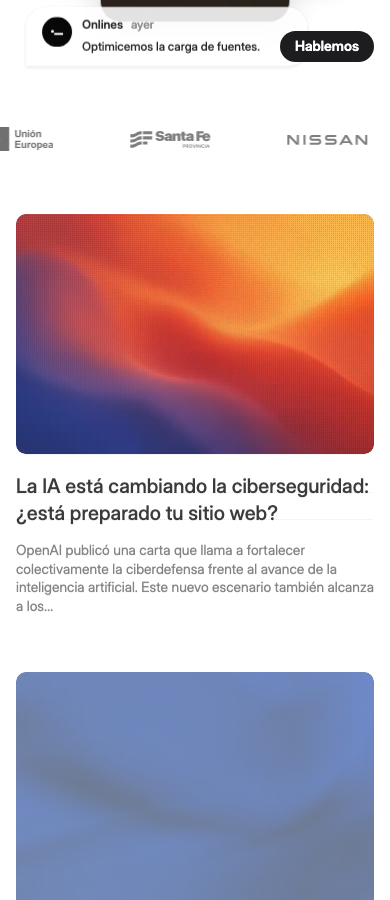 Onlines ayer
Optimicemos la carga de fuentes.
Hablemos
Unión
Europea
Santa Fe
PROVINCIA
NISSAN
La IA está cambiando la ciberseguridad:
¿está preparado tu sitio web?
OpenAI publicó una carta que llama a fortalecer
colectivamente la ciberdefensa frente al avance de la
inteligencia artificial. Este nuevo escenario también alcanza
a los...